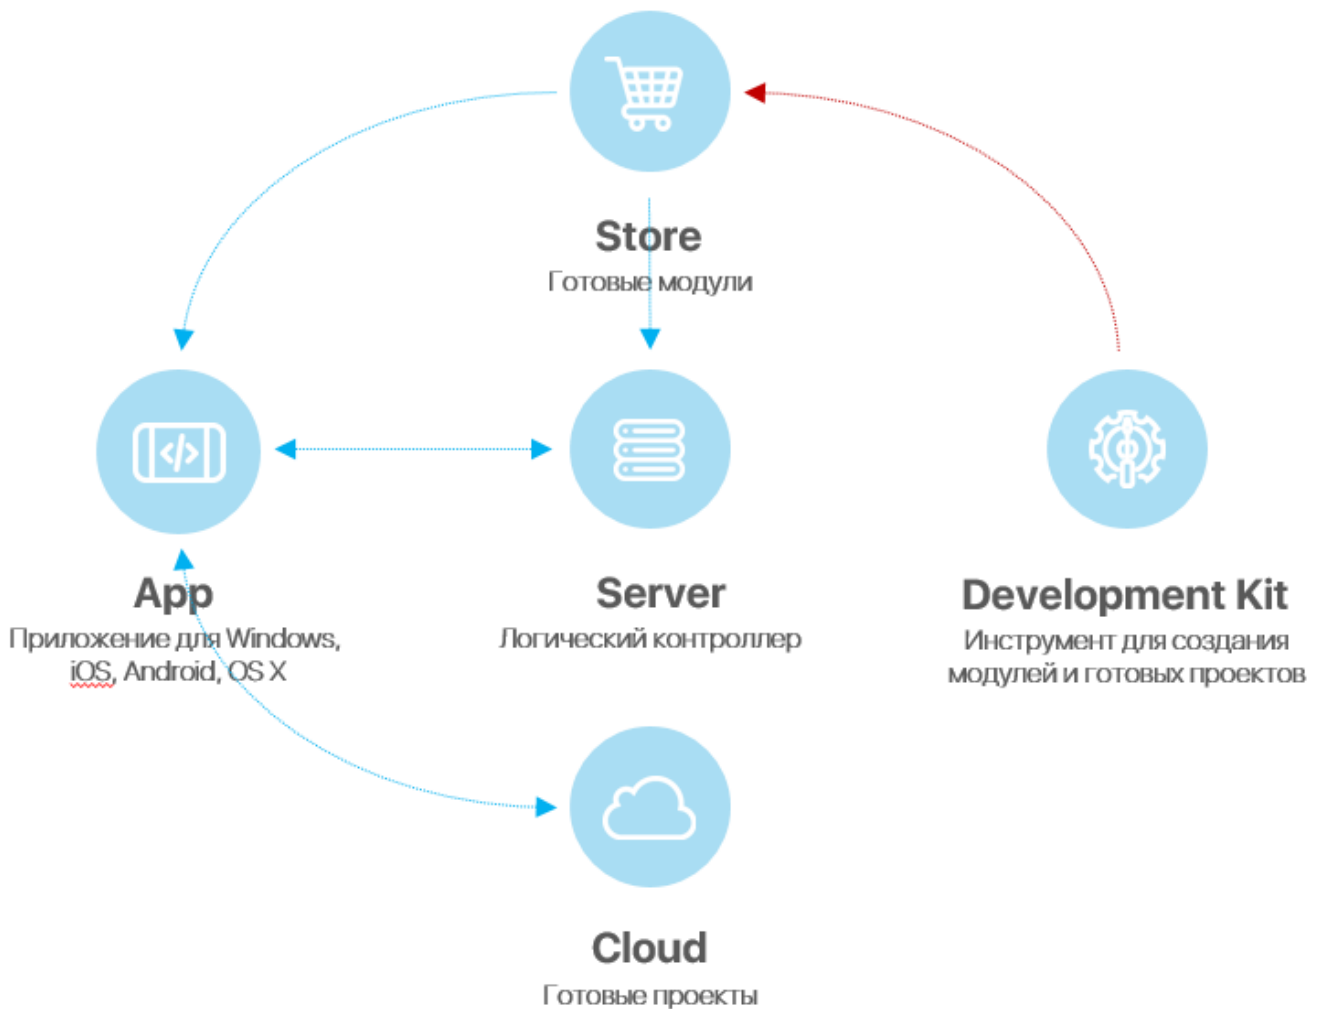 Store
Готовые модули
App
Приложение для Windows,
iOS, Android, OS X
Server
Логический контроллер
Development Kit
Инструмент для создания
модулей и готовых проектов
Cloud
Готовые проекты